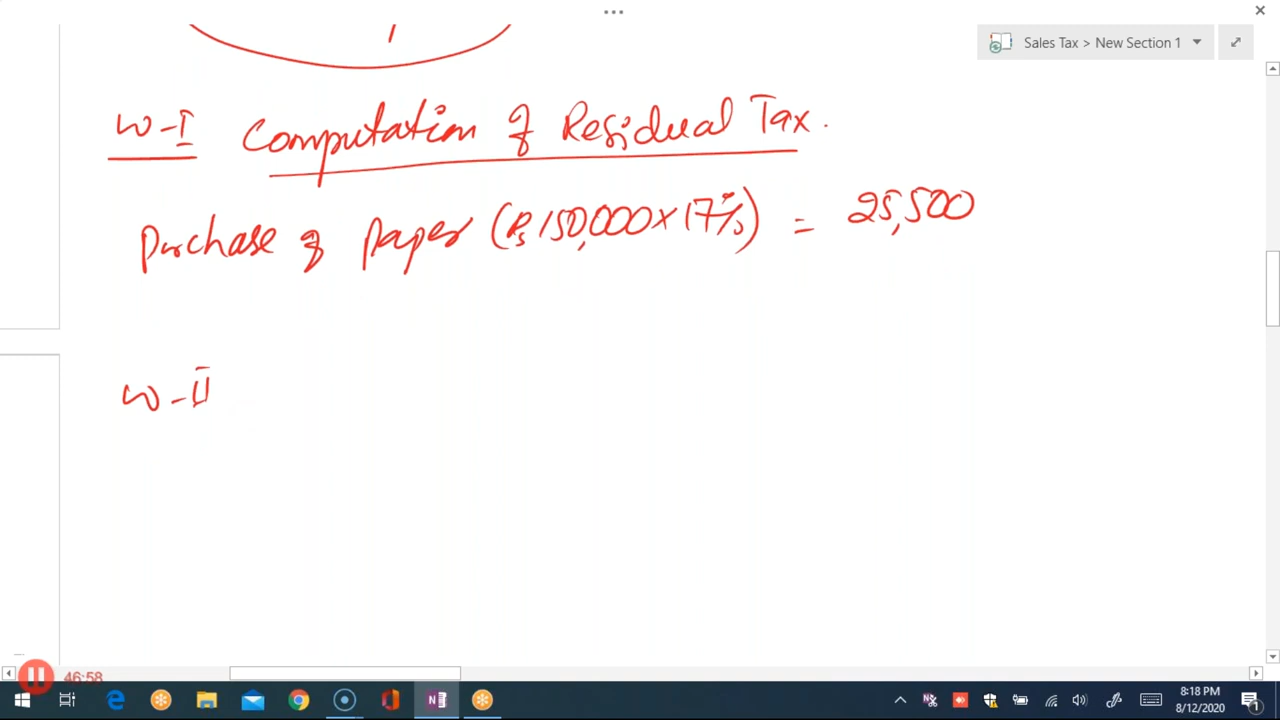 Sales Tax > New Section 1
W-I Computation of Residual Tax.
Purchase of paper (Rs 150,000 x 17%) = 25,500
W-II
46:58
8:18 PM
8/12/2020
1